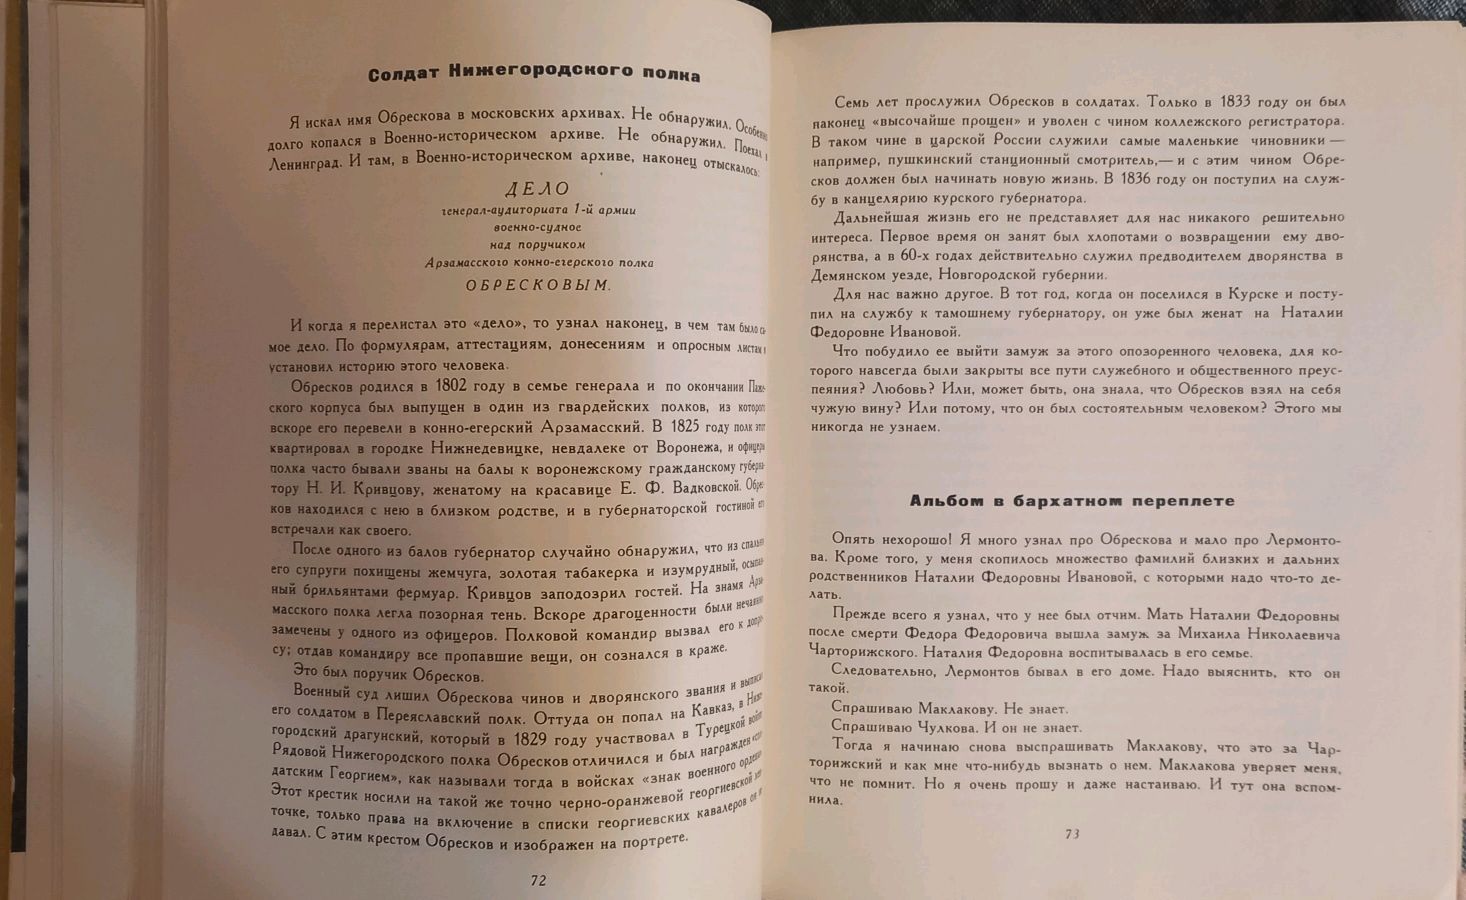 Солдат Нижегородского полка
Я искал имя Обрескова в московских архивах. Не обнаружил. Особенно
долго копался в Военно-историческом архиве. Не обнаружил. Поехал в
Ленинград. И там, в Военно-историческом архиве, наконец отыскалось:
ДЕЛО
генерал-аудиториата 1-й армии
военно-судное
над поручиком
Арзамасского конно-егерского полка
ОБРЕСКОВЫМ.
И когда я перелистал это «дело», то узнал наконец, в чем там было са-
мое дело. По формулярам, аттестациям, донесениям и опросным листам я
установил историю этого человека.
Обресков родился в 1802 году в семье генерала и по окончании Паже-
ского корпуса был выпущен в один из гвардейских полков, из которого
вскоре его перевели в конно-егерский Арзамасский. В 1825 году полк этот
квартировал в городке Нижнедевицке, невдалеке от Воронежа, и офицеры
полка часто бывали званы на балы к воронежскому гражданскому губерна-
тору Н. И. Кривцову, женатому на красавице Е. Ф. Вадковской. Обрес-
ков находился с нею в близком родстве, и в губернаторской гостиной его
встречали как своего.
После одного из балов губернатор случайно обнаружил, что из спальни
его супруги похищены жемчуга, золотая табакерка и изумрудный, осыпан-
ный брильянтами фермуар. Кривцов заподозрил гостей. На знамя Арза-
масского полка легла позорная тень. Вскоре драгоценности были нечаянно
замечены у одного из офицеров. Полковой командир вызвал его к допро-
су; отдав командиру все пропавшие вещи, он сознался в краже.
Это был поручик Обресков.
Военный суд лишил Обрескова чинов и дворянского звания и выписал
его солдатом в Переяславский полк. Оттуда он попал на Кавказ, в Ниже-
городский драгунский, который в 1829 году участвовал в Турецкой войне.
Рядовой Нижегородского полка Обресков отличился и был награжден «сол-
датским Георгием», как называли тогда в войсках «знак военного ордена».
Этот крестик носили на такой же точно черно-оранжевой георгиевской лен-
точке, только права на включение в списки георгиевских кавалеров он не
давал. С этим крестом Обресков и изображен на портрете.
72
Семь лет прослужил Обресков в солдатах. Только в 1833 году он был
наконец «высочайше прощен» и уволен с чином коллежского регистратора.
В таком чине в царской России служили самые маленькие чиновники —
например, пушкинский станционный смотритель,— и с этим чином Обре-
сков должен был начинать новую жизнь. В 1836 году он поступил на служ-
бу в канцелярию курского губернатора.
Дальнейшая жизнь его не представляет для нас никакого решительно
интереса. Первое время он занят был хлопотами о возвращении ему дво-
рянства, а в 60-х годах действительно служил предводителем дворянства в
Демянском уезде, Новгородской губернии.
Для нас важно другое. В тот год, когда он поселился в Курске и посту-
пил на службу к тамошнему губернатору, он уже был женат на Наталии
Федоровне Ивановой.
Что побудило ее выйти замуж за этого опозоренного человека, для ко-
торого навсегда были закрыты все пути служебного и общественного преус-
пеяния? Любовь? Или, может быть, она знала, что Обресков взял на себя
чужую вину? Или потому, что он был состоятельным человеком? Этого мы
никогда не узнаем.
Альбом в бархатном переплете
Опять нехорошо! Я много узнал про Обрескова и мало про Лермонто-
ва. Кроме того, у меня скопилось множество фамилий близких и дальних
родственников Наталии Федоровны Ивановой, с которыми надо что-то де-
лать.
Прежде всего я узнал, что у нее был отчим. Мать Наталии Федоровны
после смерти Федора Федоровича вышла замуж за Михаила Николаевича
Чарторижского. Наталия Федоровна воспитывалась в его семье.
Следовательно, Лермонтов бывал в его доме. Надо выяснить, кто он
такой.
Спрашиваю Маклакову. Не знает.
Спрашиваю Чулкова. И он не знает.
Тогда я начинаю снова выспрашивать Маклакову, что это за Чар-
торижский и как мне что-нибудь вызнать о нем. Маклакова уверяет меня,
что не помнит. Но я очень прошу и даже настаиваю. И тут она вспом-
нила.
73